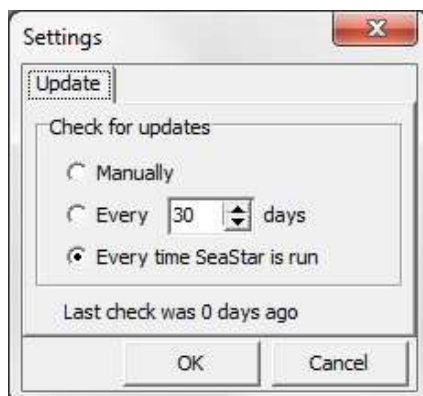 Settings
Update
Check for updates
Manually
Every 30 days
Every time SeaStar is run
Last check was 0 days ago
OK Cancel